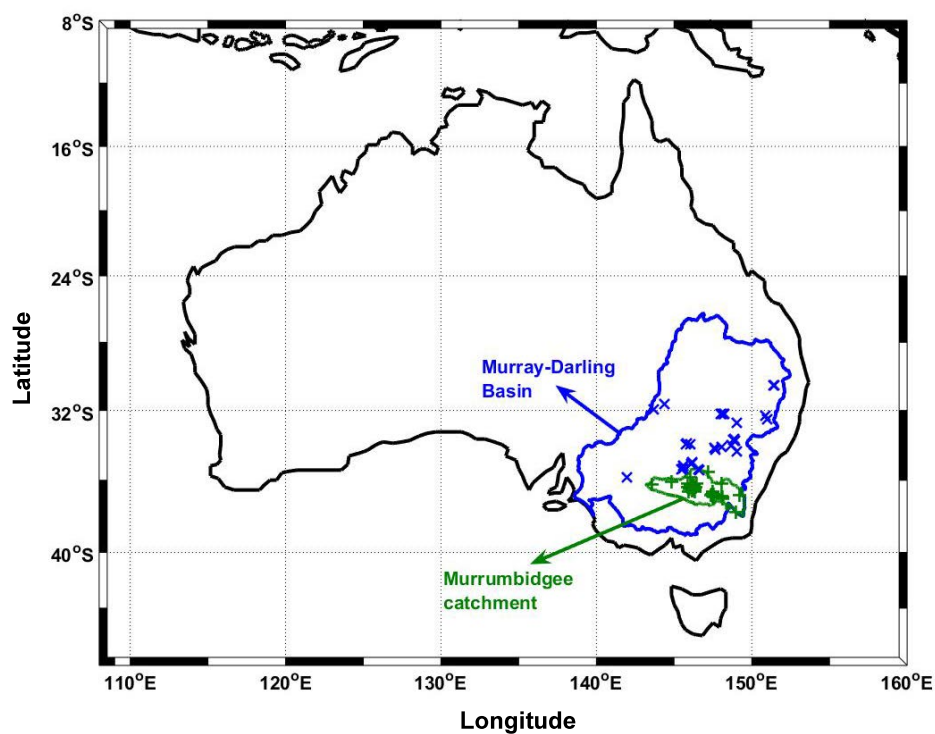 8°S
16°S
24°S
32°S
40°S
Latitude
Murray-Darling
Basin
Murrumbidgee
catchment
110°E
120°E
130°E
140°E
150°E
160°E
Longitude